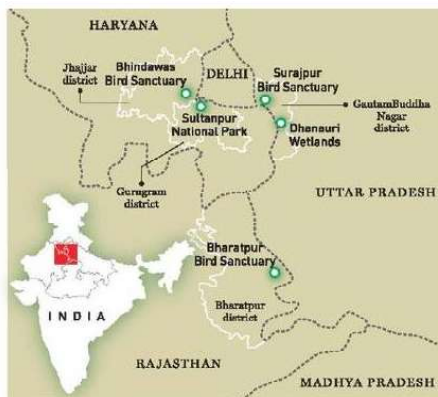 HARYANA
Jhajjar
district
Bhindawas
Bird Sanctuary
DELHI
Surajpur
Bird Sanctuary
GautamBuddha
Nagar
district
Sultanpur
National Park
Dhanauri
Wetlands
Gurugram
district
UTTAR PRADESH
Bharatpur
Bird Sanctuary
INDIA
Bharatpur
district
RAJASTHAN
MADHYA PRADESH